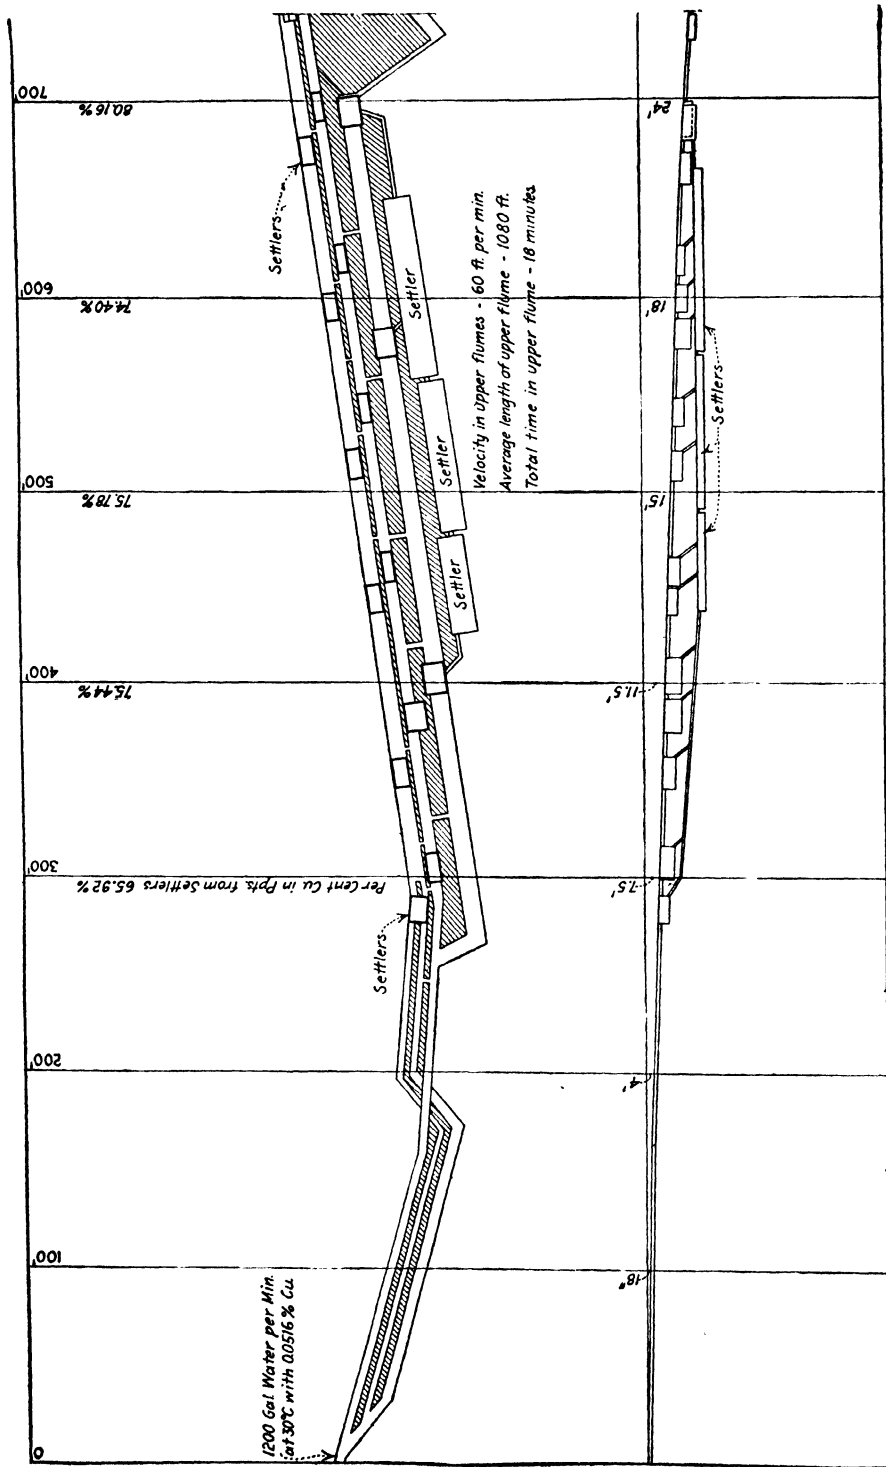 700'
80.16%
24'
Settlers
600'
74.40%
18'
Settler
Velocity in upper flumes - 60 ft. per min.
Average length of upper flume - 1080 ft.
Total time in upper flume - 18 minutes
Settlers
500'
75.78%
15'
Settler
Settler
400'
75.44%
11.5'
300'
Per Cent Cu in Ppts from Settlers 65.92%
7.5'
Settlers
200'
4'
100'
18"
1200 Gal. Water per Min.
at 30°C with 0.0516% Cu.
0